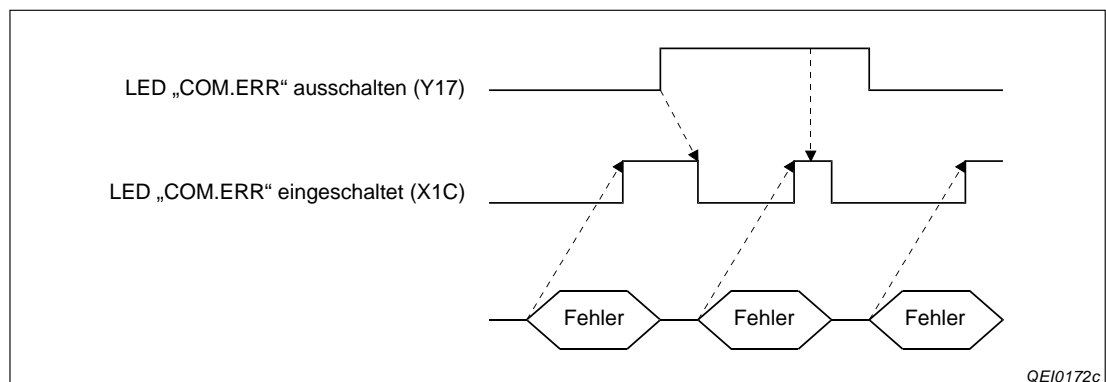 LED „COM.ERR“ ausschalten (Y17)
LED „COM.ERR“ eingeschaltet (X1C)
Fehler Fehler Fehler
QEI0172c